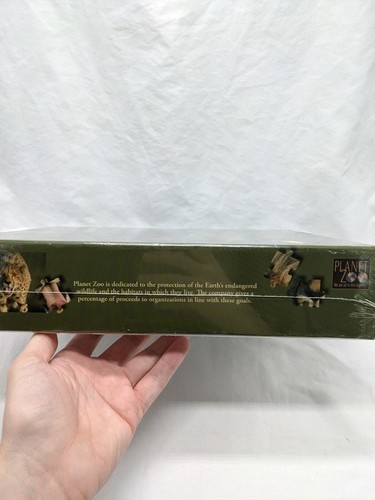 Planet Zoo is dedicated to the protection of the Earth's endangered
wildlife and the habitats in which they live. The company gives a
percentage of proceeds to organizations in line with these goals.
PLANET
ZOO